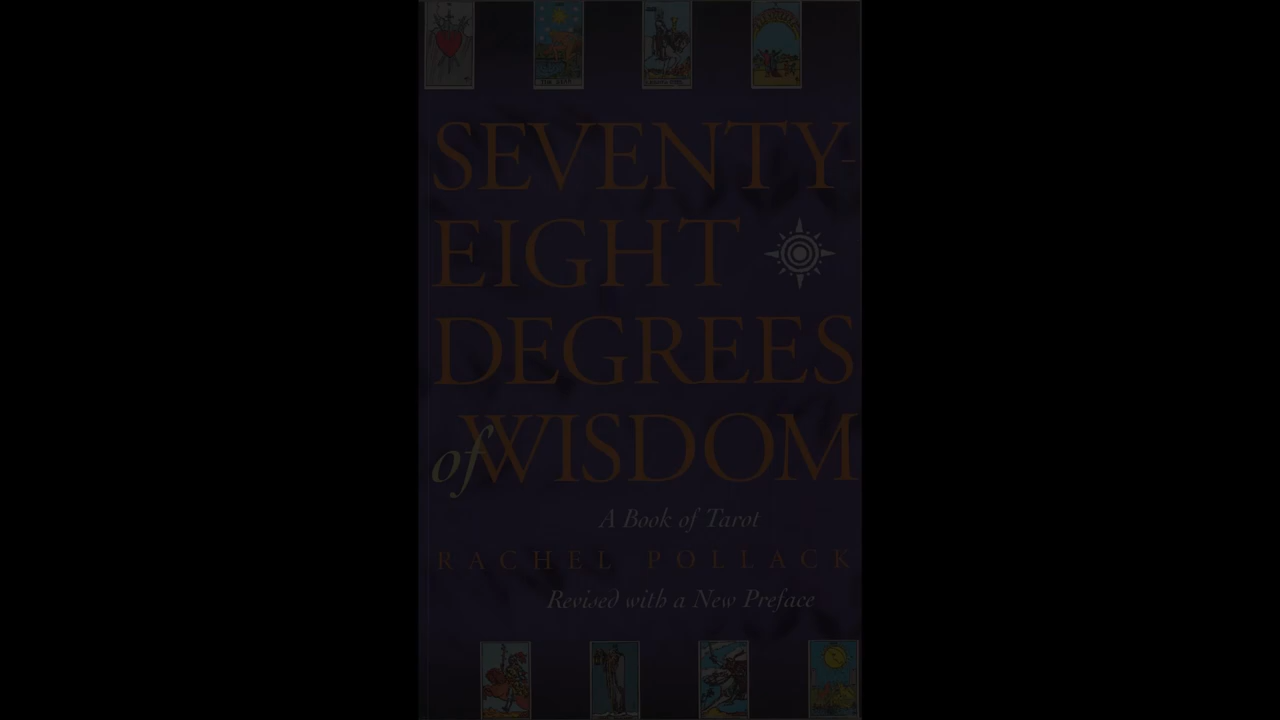 SEVENTY-
EIGHT
DEGREES
of WISDOM
A Book of Tarot
RACHEL POLLACK
Revised with a New Preface